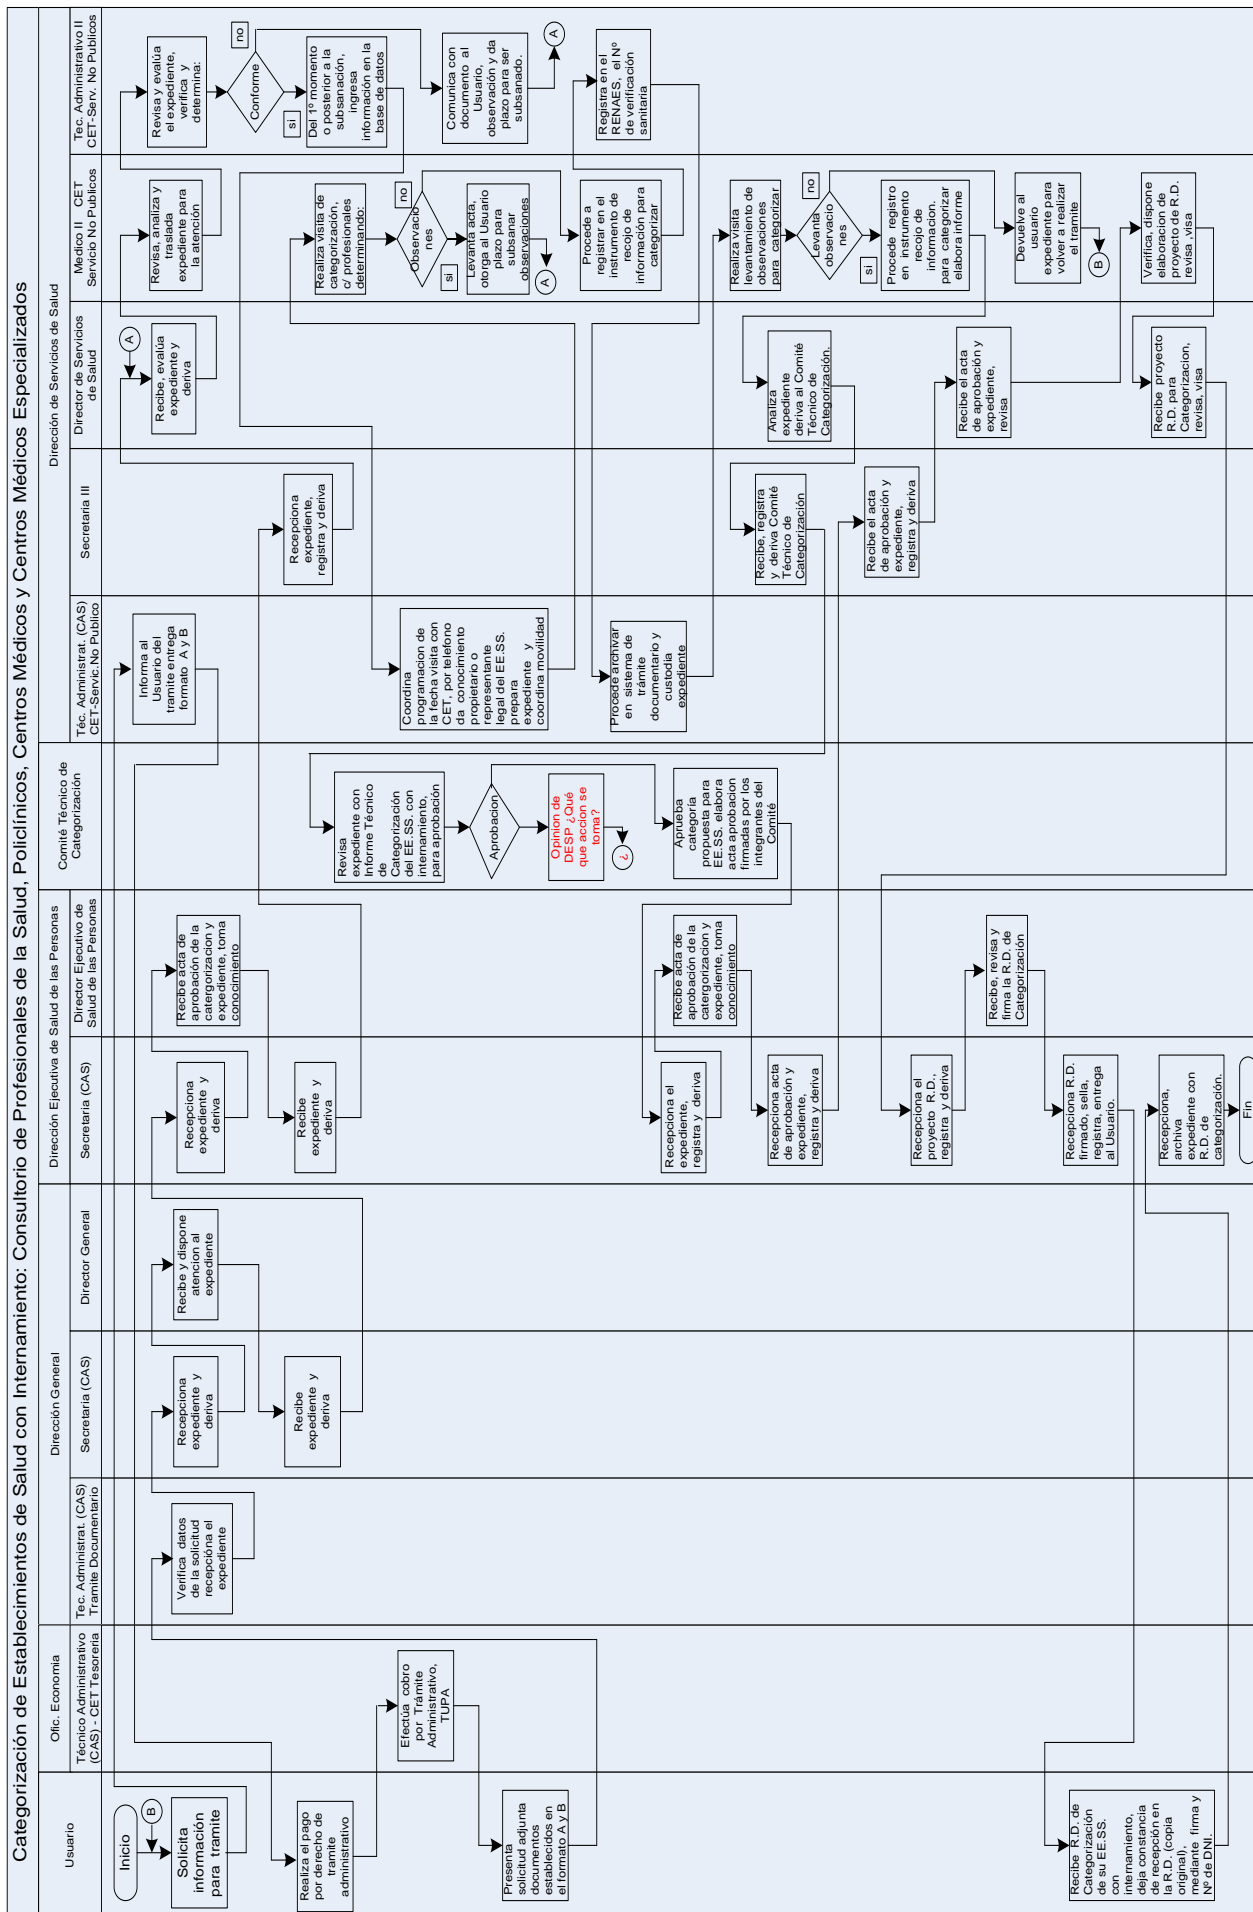 Categorización de Establecimientos de Salud con Internamiento: Consultorio de Profesionales de la Salud, Policlínicos, Centros Médicos y Centros Médicos Especializados
Usuario
Ofic. Economia
Dirección General
Dirección Ejecutiva de Salud de las Personas
Comité Técnico de
Categorización
Dirección de Servicios de Salud
Técnico Administrativo
(CAS) - CET Tesoreria
Tec. Administrat. (CAS)
Tramite Documentario
Secretaria (CAS)
Director General
Secretaria (CAS)
Director Ejecutivo de
Salud de las Personas
Téc. Administrat. (CAS)
CET-Servic.No Publico
Secretaria III
Director de Servicios
de Salud
Medico II CET
Servicio No Publicos
Tec. Administrativo II
CET-Serv. No Publicos
Inicio
B
Solicita
información
para tramite
Realiza el pago
por derecho de
tramite
administrativo
Presenta
solicitud adjunta
documentos
establecidos en
el formato A y B
Recibe R.D. de
Categorización
de su EE.SS.
con
internamiento,
deja constancia
de recepción en
la R.D. (copia
original),
mediante firma y
Nº de DNI.
Efectúa cobro
por Trámite
Administrativo,
TUPA
Verifica datos
de la solicitud
recepcióna el
expediente
Recepciona
expediente y
deriva
Recibe
expediente y
deriva
Recibe y dispone
atencion al
expediente
Recepciona
expediente y
deriva
Recibe
expediente y
deriva
Recepciona el
expediente,
registra y deriva
Recepciona acta
de aprobación y
expediente,
registra y deriva
Recepciona el
proyecto R.D.,
registra y deriva
Recepciona R.D.
firmado, sella,
registra, entrega
al Usuario.
Recepciona,
archiva
expediente con
R.D. de
categorización.
Fin
Recibe acta de
aprobación de la
catergorizacion y
expediente, toma
conocimiento
Recibe acta de
aprobación de la
catergorizacion y
expediente, toma
conocimiento
Recibe, revisa y
firma la R.D. de
Categorización
Revisa
expediente con
Informe Técnico
de
Categorización
del EE.SS. con
internamiento,
para aprobación
Aprobacion
Opinion de
DESP ¿Qué
que accion se
toma?
¿
Aprueba
categoría
propuesta para
EE.SS. elabora
acta aprobacion
firmadas por los
integrantes del
Comité
Informa al
Usuario del
tramite entrega
formato A y B
Coordina
programacion de
la fecha visita con
CET, por telefono
da conocimiento
propietario o
representante
legal del EE.SS.
prepara
expediente y
coordina movilidad
Procede archivar
en sistema de
trámite
documentario y
custodia
expediente
Recepciona
expediente,
registra y deriva
Recibe, registra
y deriva Comité
Técnico de
Categorización
Recibe el acta
de aprobación y
expediente,
registra y deriva
A
Recibe, evalúa
expediente y
deriva
Analiza
expediente
deriva al Comité
Técnico de
Categorización.
Recibe el acta
de aprobación y
expediente,
revisa
Recibe proyecto
R.D. para
Categorizacion,
revisa, visa
Revisa, analiza y
traslada
expediente para
la atención
Realiza visita de
categorización,
c/ profesionales
determinando:
Observacio
nes
no
si
Levanta acta,
otorga al Usuario
plazo para
subsanar
observaciones
A
Procede a
registrar en el
instrumento de
recojo de
información para
categorizar
Realiza visita
levantamiento de
observaciones
para categorizar
Levanta
observacio
nes
no
si
Procede registro
en instrumento
recojo de
informacion.
para categorizar
elabora informe
Devuelve al
usuario
expediente para
volver a realizar
el tramite
B
Verifica, dispone
elaboracion de
proyecto de R.D.
revisa ,visa
Revisa y evalúa
el expediente,
verifica y
determina:
Conforme
no
si
Del 1º momento
o posterior a la
subsanación,
ingresa
información en la
base de datos
Comunica con
documento al
Usuario,
observación y da
plazo para ser
subsanado.
A
Registra en el
RENAES, el Nº
de verificación
sanitaria